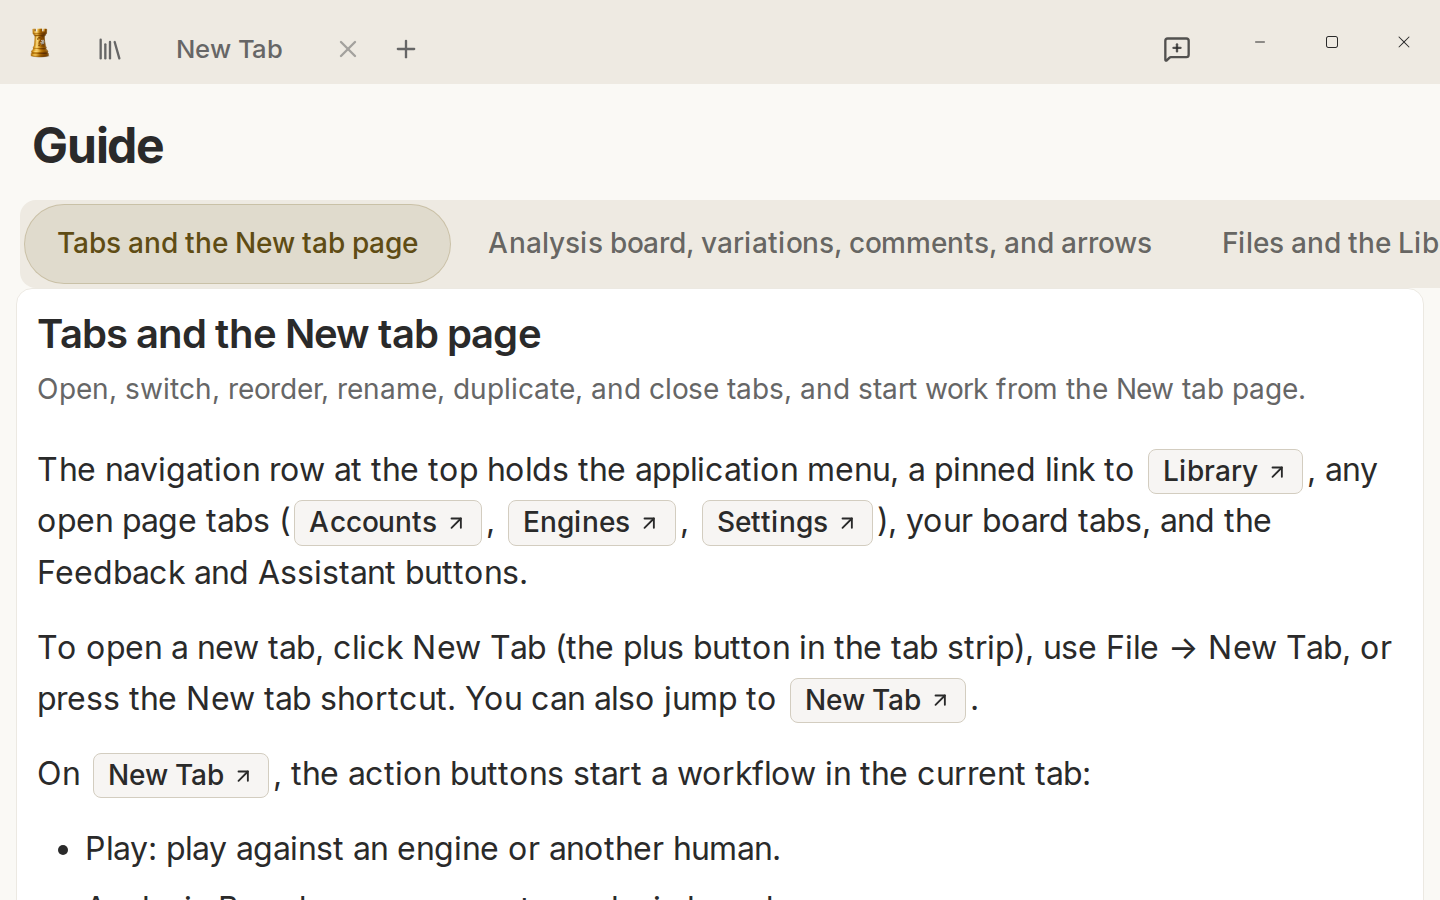 New Tab
Guide
Tabs and the New tab page
Analysis board, variations, comments, and arrows
Files and the Lib
Tabs and the New tab page
Open, switch, reorder, rename, duplicate, and close tabs, and start work from the New tab page.
The navigation row at the top holds the application menu, a pinned link to Library, any
open page tabs (Accounts, Engines, Settings), your board tabs, and the
Feedback and Assistant buttons.
To open a new tab, click New Tab (the plus button in the tab strip), use File → New Tab, or
press the New tab shortcut. You can also jump to New Tab.
On New Tab, the action buttons start a workflow in the current tab:
• Play: play against an engine or another human.